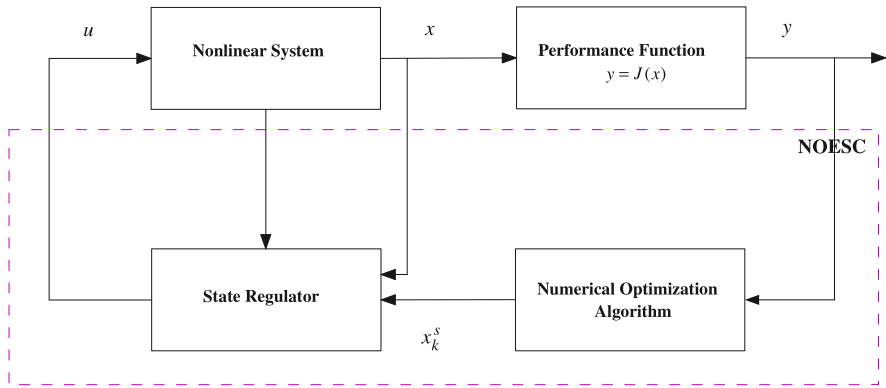 u
Nonlinear System
x
Performance Function
y = J(x)
y
NOESC
State Regulator
Numerical Optimization
Algorithm
x_k^s